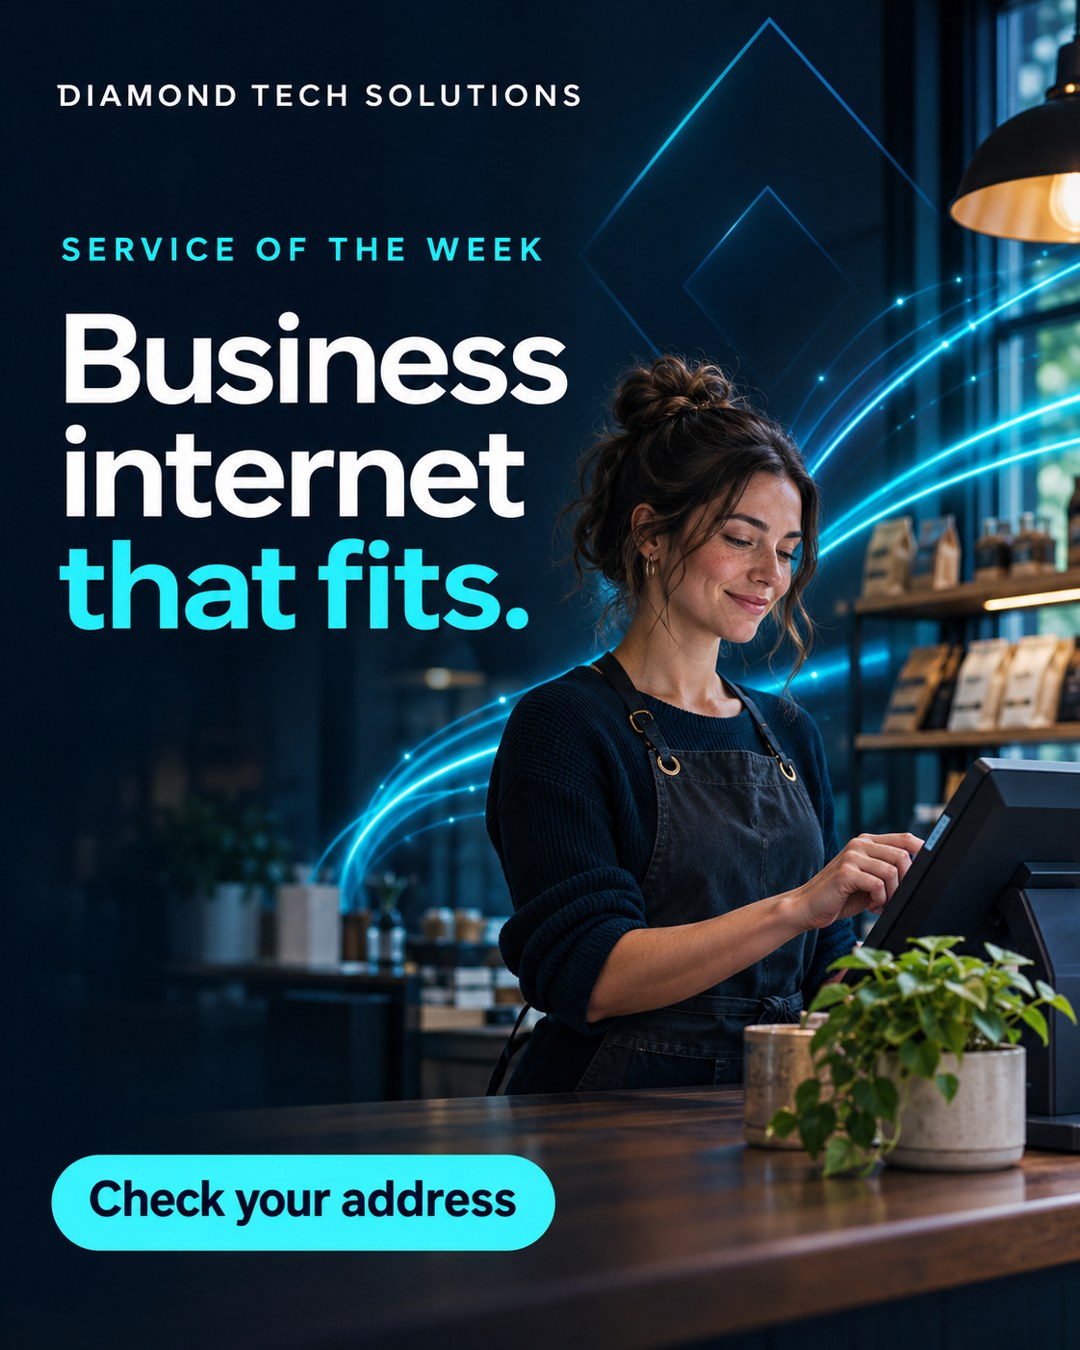 DIAMOND TECH SOLUTIONS
SERVICE OF THE WEEK
Business
internet
that fits.
Check your address